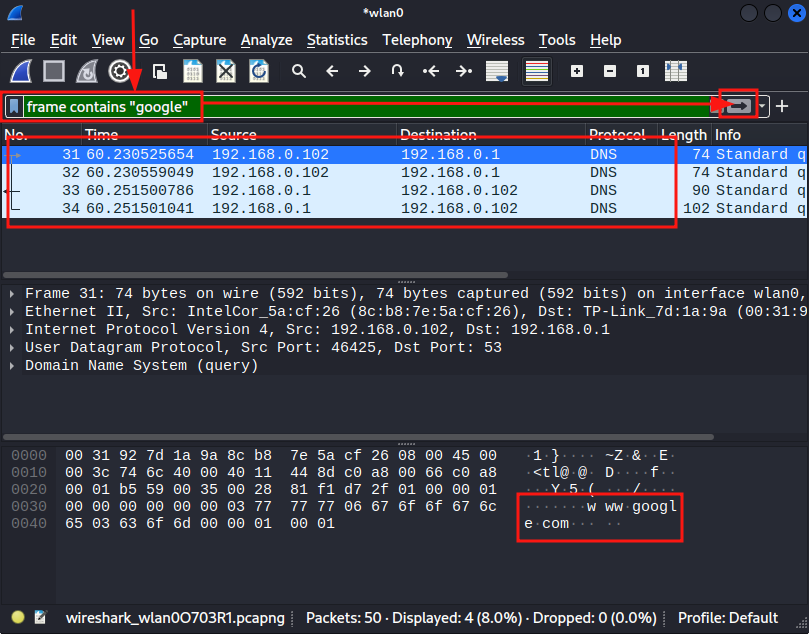 *wlan0
File Edit View Go Capture Analyze Statistics Telephony Wireless Tools Help
frame contains "google"
No. Time Source Destination Protocol Length Info
31 60.230525654 192.168.0.102 192.168.0.1 DNS 74 Standard q
32 60.230559049 192.168.0.102 192.168.0.1 DNS 74 Standard q
33 60.251500786 192.168.0.1 192.168.0.102 DNS 90 Standard q
34 60.251501041 192.168.0.1 192.168.0.102 DNS 102 Standard q
Frame 31: 74 bytes on wire (592 bits), 74 bytes captured (592 bits) on interface wlan0,
Ethernet II, Src: IntelCor_5a:cf:26 (8c:b8:7e:5a:cf:26), Dst: TP-Link_7d:1a:9a (00:31:9
Internet Protocol Version 4, Src: 192.168.0.102, Dst: 192.168.0.1
User Datagram Protocol, Src Port: 46425, Dst Port: 53
Domain Name System (query)
0000 00 31 92 7d 1a 9a 8c b8 7e 5a cf 26 08 00 45 00 ·1·}···· ~Z·&··E·
0010 00 3c 74 6c 40 00 40 11 44 8d c0 a8 00 66 c0 a8 ·<tl@·@· D····f··
0020 00 01 b5 59 00 35 00 28 81 f1 d7 2f 01 00 00 01 ···Y·5·( ···/····
0030 00 00 00 00 00 00 03 77 77 77 06 67 6f 6f 67 6c ·······w ww·googl
0040 65 03 63 6f 6d 00 00 01 00 01 e·com··· ··
wireshark_wlan0O703R1.pcapng Packets: 50 · Displayed: 4 (8.0%) · Dropped: 0 (0.0%) Profile: Default